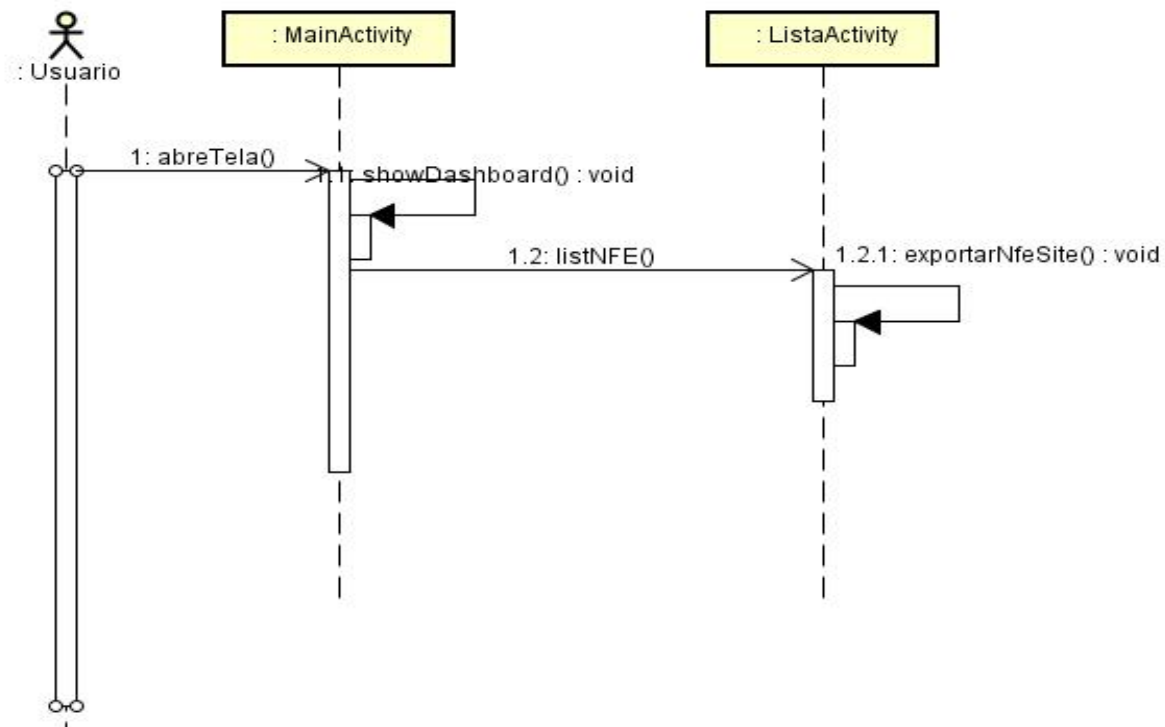 : Usuario
: MainActivity
: ListaActivity
1: abreTela()
1.1: showDashboard() : void
1.2: listNFE()
1.2.1: exportarNfeSite() : void